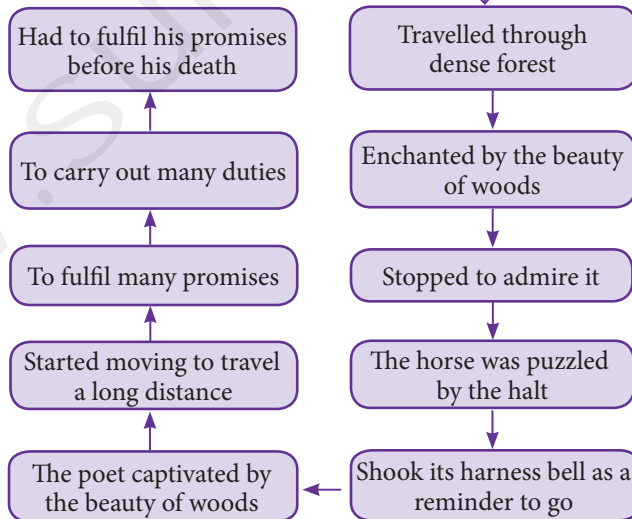 Travelled through
dense forest
Enchanted by the beauty
of woods
Stopped to admire it
The horse was puzzled
by the halt
Shook its harness bell as a
reminder to go
The poet captivated by
the beauty of woods
Started moving to travel
a long distance
To fulfil many promises
To carry out many duties
Had to fulfil his promises
before his death